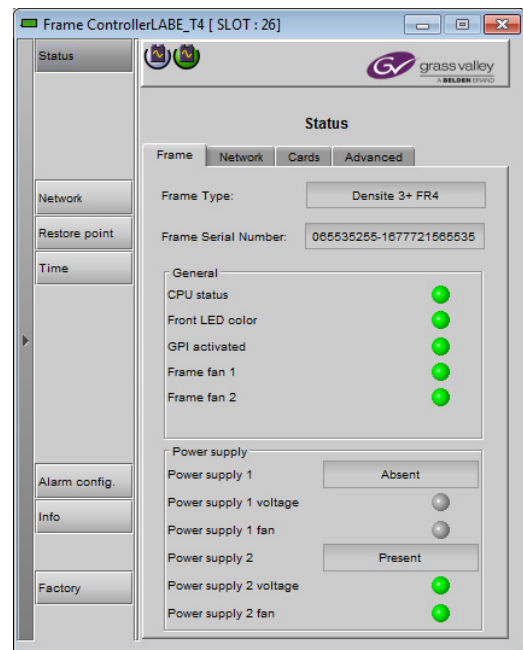 Frame ControllerLABE_T4 [ SLOT : 26]
Status
grass valley
A BELDEN BRAND
Status
Frame Network Cards Advanced
Network
Restore point
Time
Alarm config.
Info
Factory
Frame Type: Densite 3+ FR4
Frame Serial Number: 065535255-1677721565535
General
CPU status
Front LED color
GPI activated
Frame fan 1
Frame fan 2
Power supply
Power supply 1 Absent
Power supply 1 voltage
Power supply 1 fan
Power supply 2 Present
Power supply 2 voltage
Power supply 2 fan